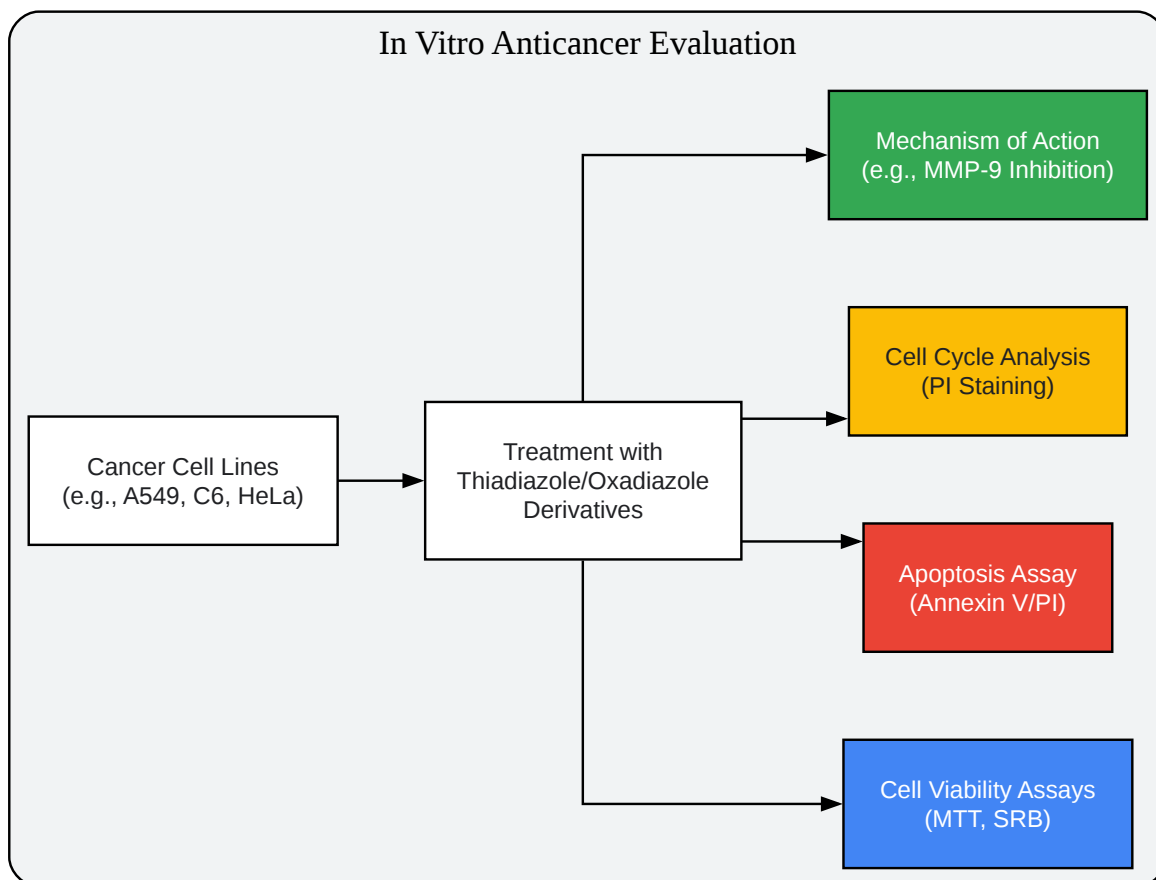 In Vitro Anticancer Evaluation
Mechanism of Action
(e.g., MMP-9 Inhibition)
Cell Cycle Analysis
(PI Staining)
Cancer Cell Lines
(e.g., A549, C6, HeLa)
Treatment with
Thiadiazole/Oxadiazole
Derivatives
Apoptosis Assay
(Annexin V/PI)
Cell Viability Assays
(MTT, SRB)